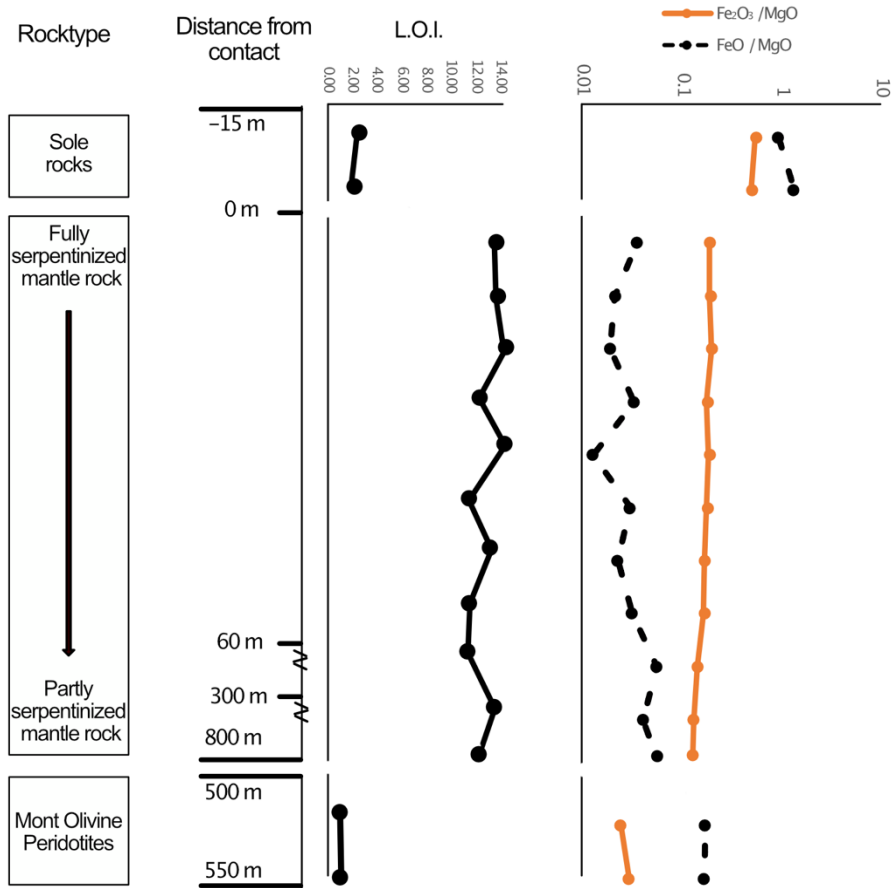 Fe₂O₃ /MgO
FeO / MgO
Rocktype
Distance from
contact
L.O.I.
0.00
2.00
4.00
6.00
8.00
10.00
12.00
14.00
0.01
0.1
1
10
–15 m
Sole
rocks
0 m
Fully
serpentinized
mantle rock
60 m
300 m
Partly
serpentinized
mantle rock
800 m
500 m
Mont Olivine
Peridotites
550 m